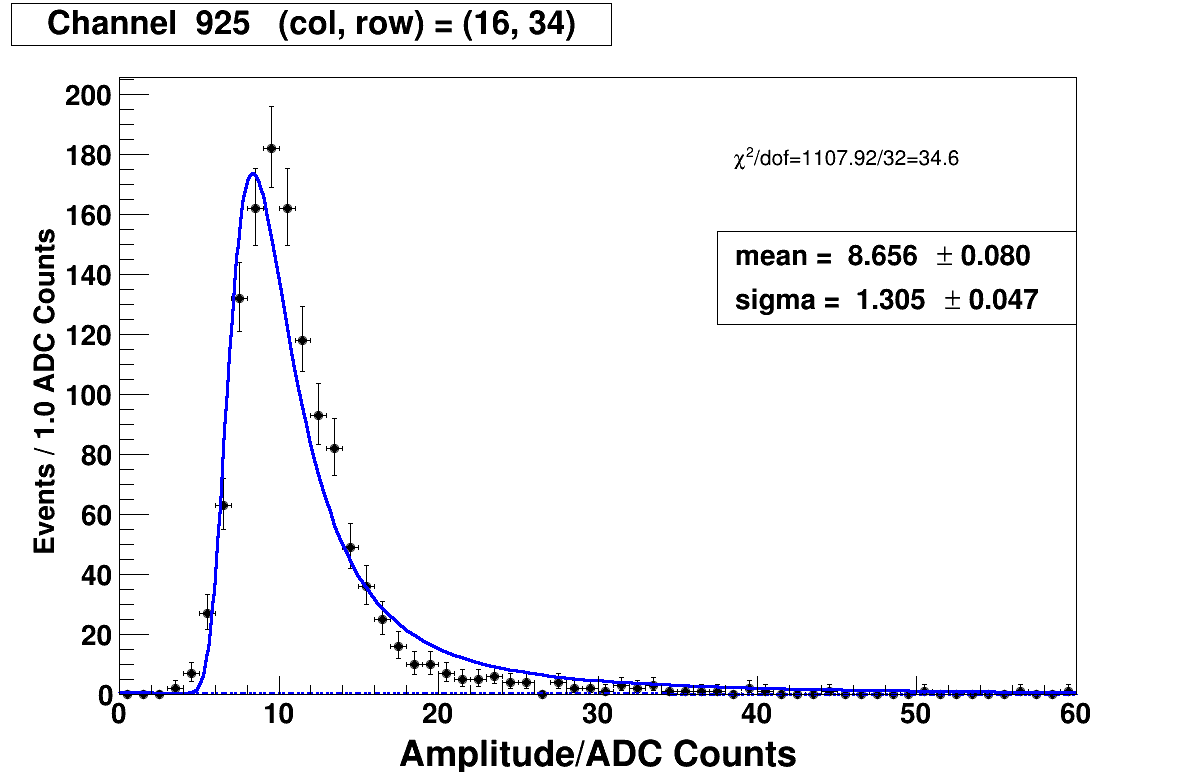 Channel  925   (col, row) = (16, 34)
200
180
160
140
120
100
80
60
40
20
0
Events / 1.0 ADC Counts
χ²/dof=1107.92/32=34.6
mean =  8.656  ± 0.080
sigma =  1.305  ± 0.047
0 10 20 30 40 50 60
Amplitude/ADC Counts